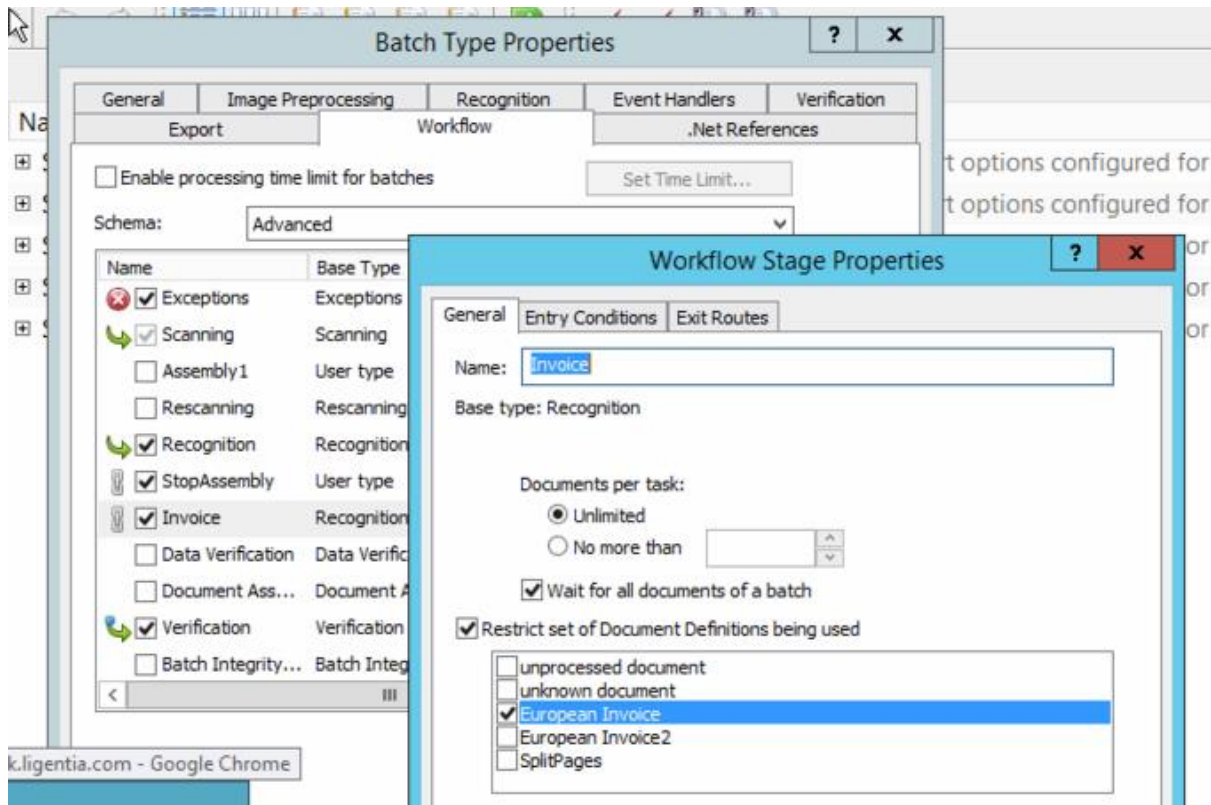 Batch Type Properties
? x
General Image Preprocessing Recognition Event Handlers Verification
Export Workflow .Net References
Na
Enable processing time limit for batches Set Time Limit...
t options configured for
Schema: Advanced
t options configured for
Name Base Type
Workflow Stage Properties
? x
or
Exceptions Exceptions
or
General Entry Conditions Exit Routes
Scanning Scanning
or
Name: Invoice
Assembly1 User type
Rescanning Rescanning
Base type: Recognition
Recognition Recognition
StopAssembly User type
Documents per task:
Invoice Recognition
Unlimited
No more than
Data Verification Data Verific
Document Ass... Document A
Wait for all documents of a batch
Verification Verification
Restrict set of Document Definitions being used
Batch Integrity... Batch Integ
unprocessed document
unknown document
European Invoice
European Invoice2
SplitPages
k.ligentia.com - Google Chrome